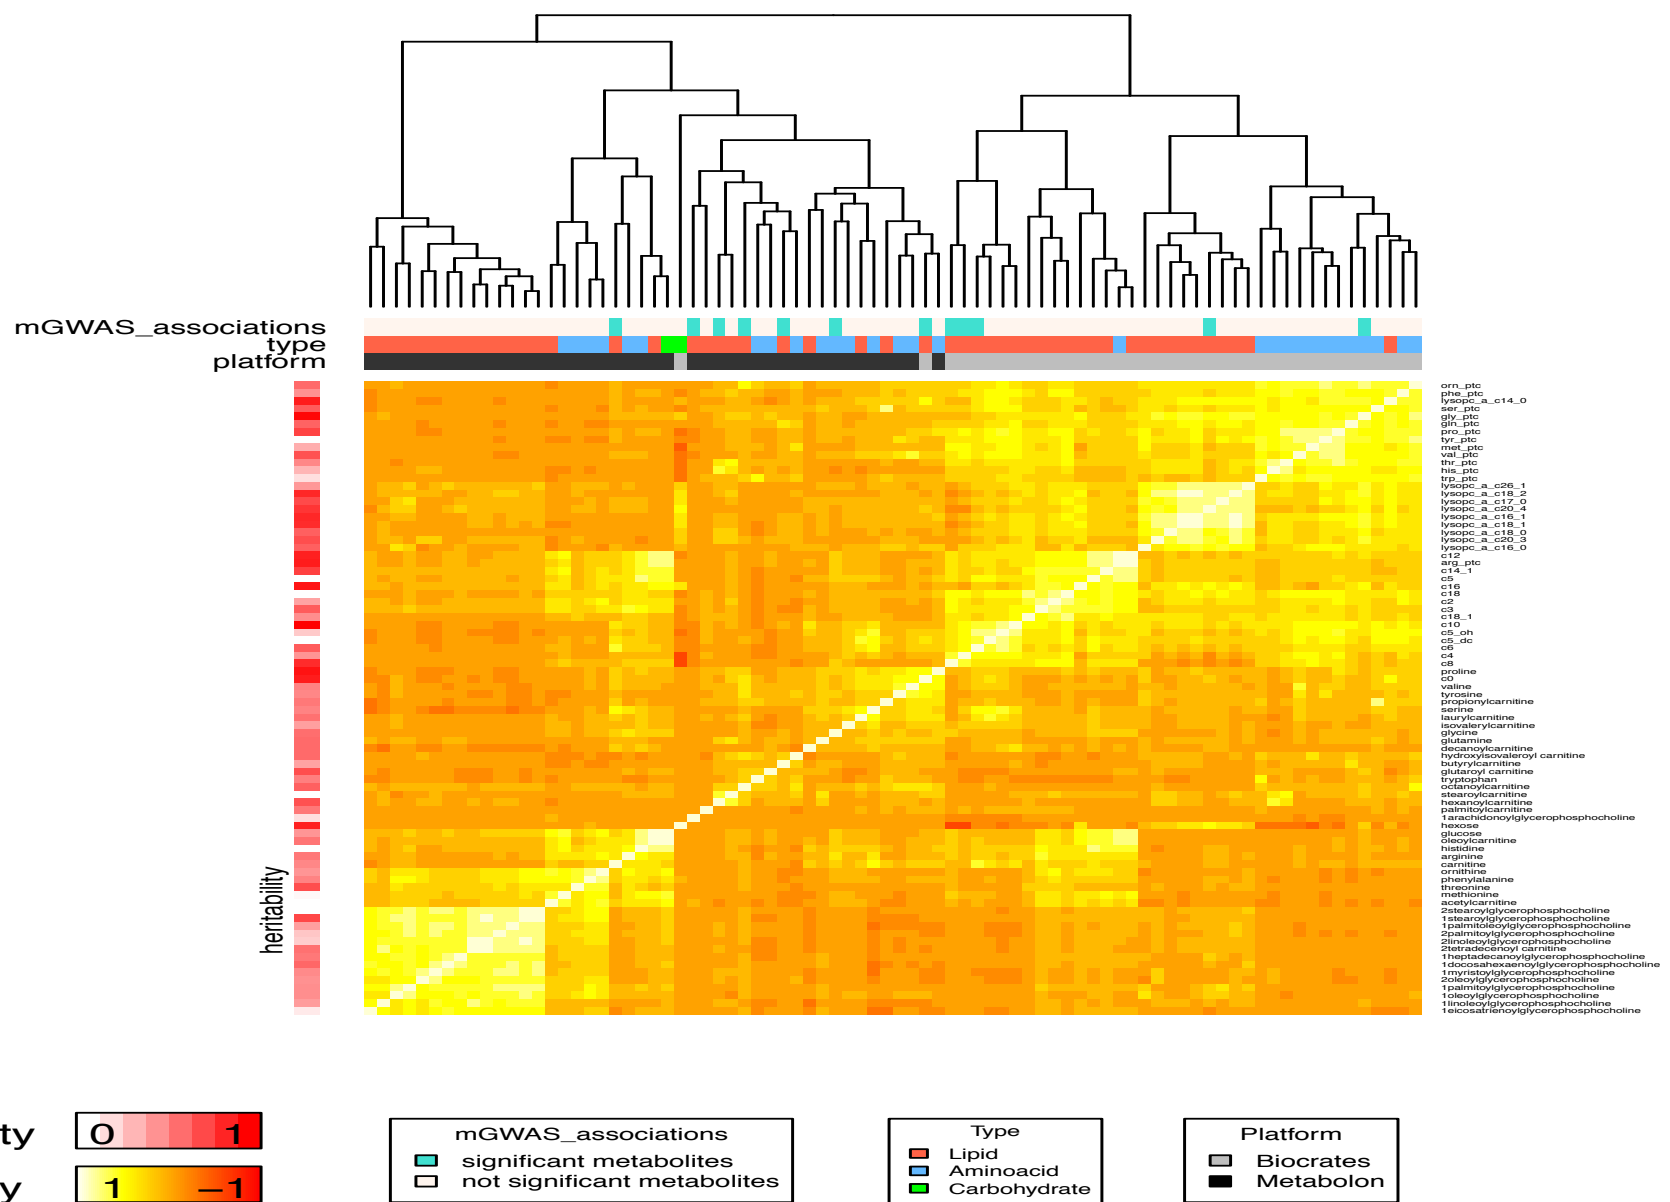 mGWAS_associations
type
platform
orn_ptc
phe_ptc
lysopc_a_c14_0
ser_ptc
gly_ptc
gln_ptc
pro_ptc
tyr_ptc
met_ptc
val_ptc
thr_ptc
his_ptc
trp_ptc
lysopc_a_c26_1
lysopc_a_c18_2
lysopc_a_c17_0
lysopc_a_c20_4
lysopc_a_c16_1
lysopc_a_c18_1
lysopc_a_c18_0
lysopc_a_c20_3
lysopc_a_c16_0
c12
arg_ptc
c14_1
c5
c16
c18
c2
c3
c18_1
c10
c5_oh
c5_dc
c6
c4
c8
proline
c0
valine
tyrosine
propionylcarnitine
serine
laurylcarnitine
isovalerylcarnitine
glycine
glutamine
decanoylcarnitine
hydroxyisovaleroyl carnitine
butyrylcarnitine
glutaroyl carnitine
tryptophan
octanoylcarnitine
stearoylcarnitine
hexanoylcarnitine
palmitoylcarnitine
1arachidonoylglycerophosphocholine
hexose
glucose
oleoylcarnitine
histidine
arginine
carnitine
ornithine
phenylalanine
threonine
methionine
acetylcarnitine
2stearoylglycerophosphocholine
1stearoylglycerophosphocholine
1palmitoleoylglycerophosphocholine
2palmitoylglycerophosphocholine
2linoleoylglycerophosphocholine
2tetradecenoyl carnitine
1heptadecanoylglycerophosphocholine
1docosahexaenoylglycerophosphocholine
1myristoylglycerophosphocholine
2oleoylglycerophosphocholine
1palmitoylglycerophosphocholine
1oleoylglycerophosphocholine
1linoleoylglycerophosphocholine
1eicosatrienoylglycerophosphocholine
heritability
ty 0 1
y 1 −1
mGWAS_associations
significant metabolites
not significant metabolites
Type
Lipid
Aminoacid
Carbohydrate
Platform
Biocrates
Metabolon